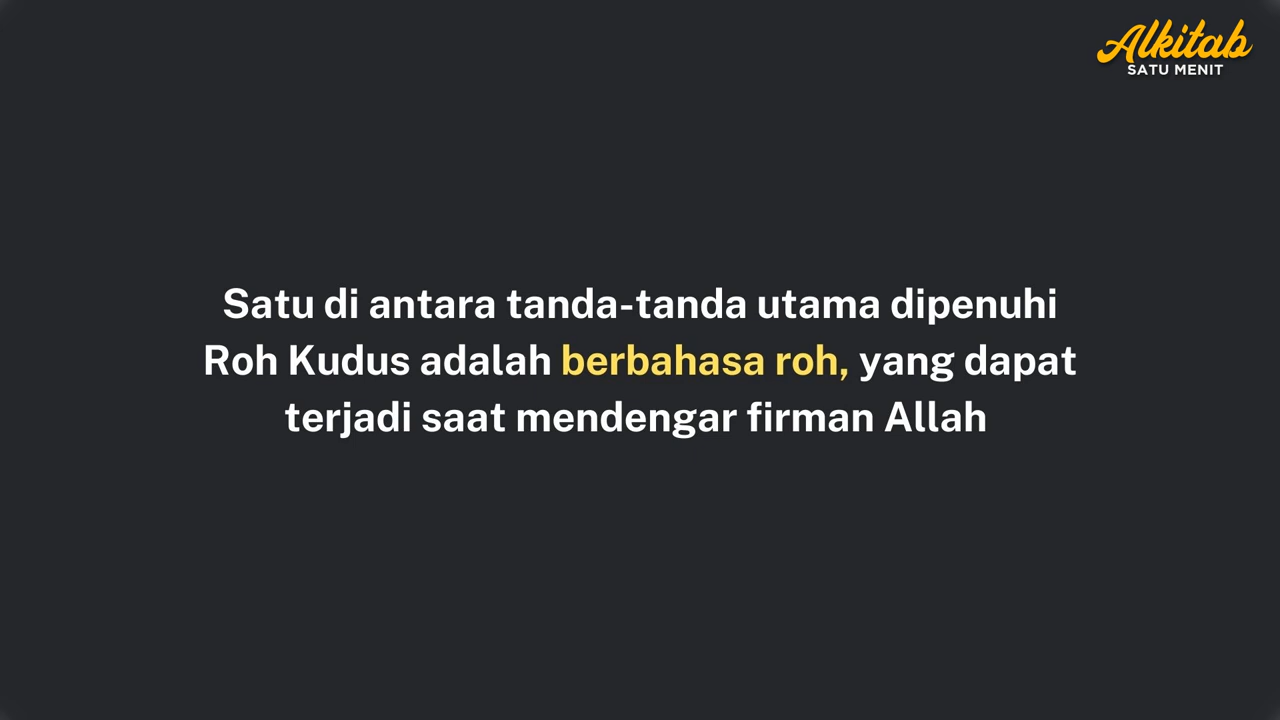 Alkitab
SATU MENIT
Satu di antara tanda-tanda utama dipenuhi
Roh Kudus adalah berbahasa roh, yang dapat
terjadi saat mendengar firman Allah